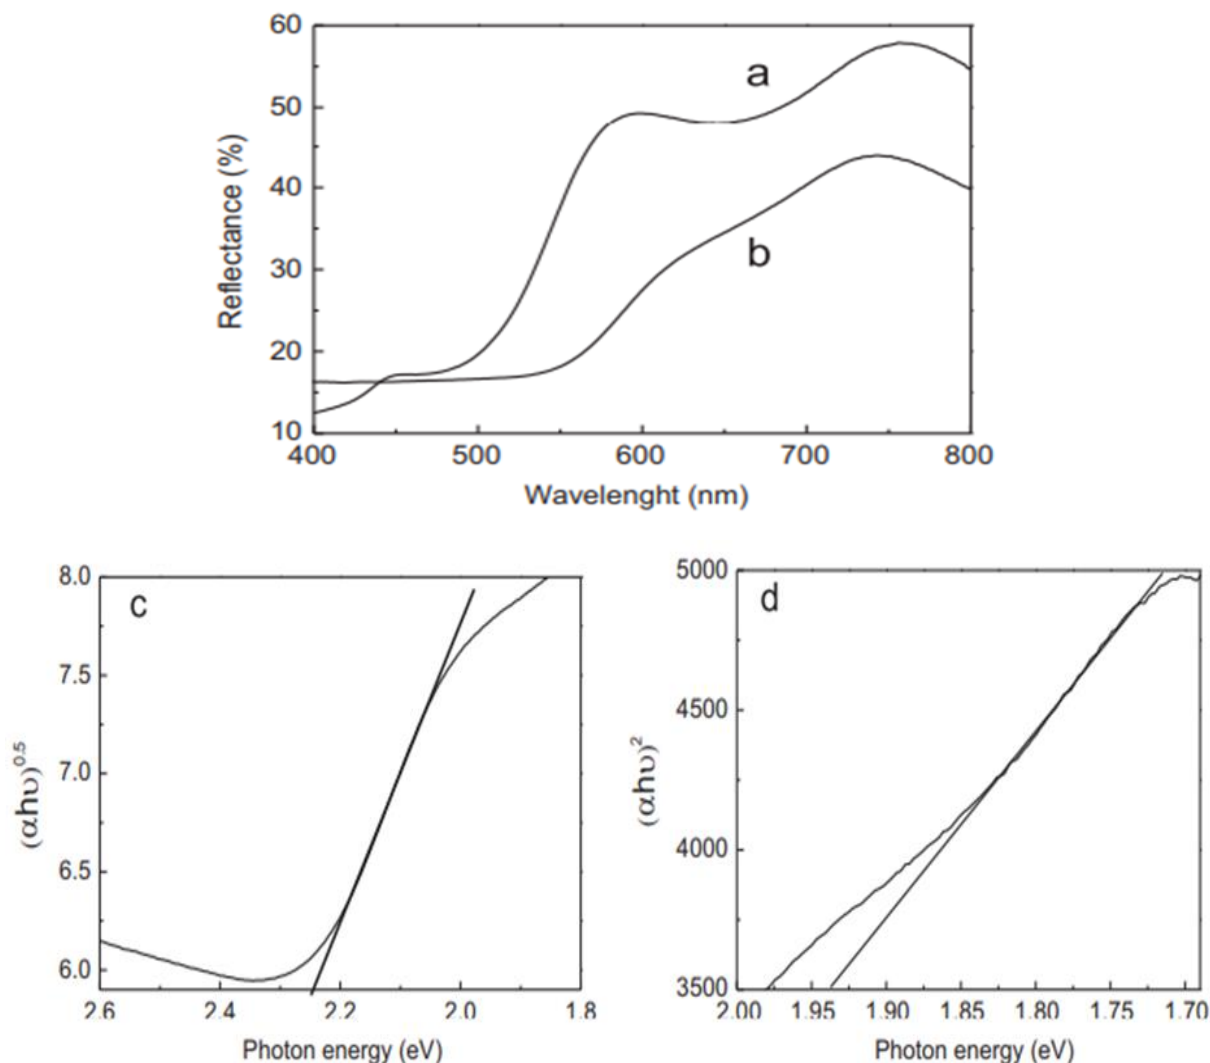 60
50
40
30
20
10
Reflectance (%)
a
b
400 500 600 700 800
Wavelenght (nm)
c
8.0
7.5
7.0
6.5
6.0
(αhυ)^0.5
2.6 2.4 2.2 2.0 1.8
Photon energy (eV)
d
5000
4500
4000
3500
(αhυ)^2
2.00 1.95 1.90 1.85 1.80 1.75 1.70
Photon energy (eV)